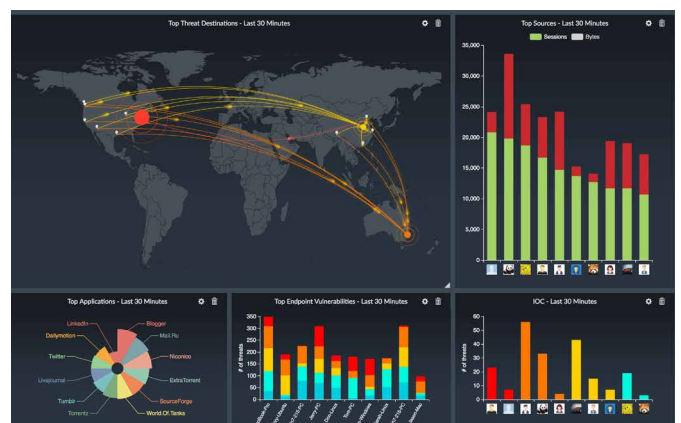 Top Threat Destinations - Last 30 Minutes
Top Sources - Last 30 Minutes
Sessions Bytes
35,000
30,000
25,000
20,000
15,000
10,000
5,000
0
Top Applications - Last 30 Minutes
LinkedIn
Blogger
Dailymotion
Mail.Ru
Twitter
Niconico
Livejournal
ExtraTorrent
Tumblr
SourceForge
Torrentz
World.Of.Tanks
Top Endpoint Vulnerabilities - Last 30 Minutes
# of threats
350
300
250
200
150
100
50
0
Jerry-PC
Tom-PC
IOC - Last 30 Minutes
# of threats
60
50
40
30
20
10
0